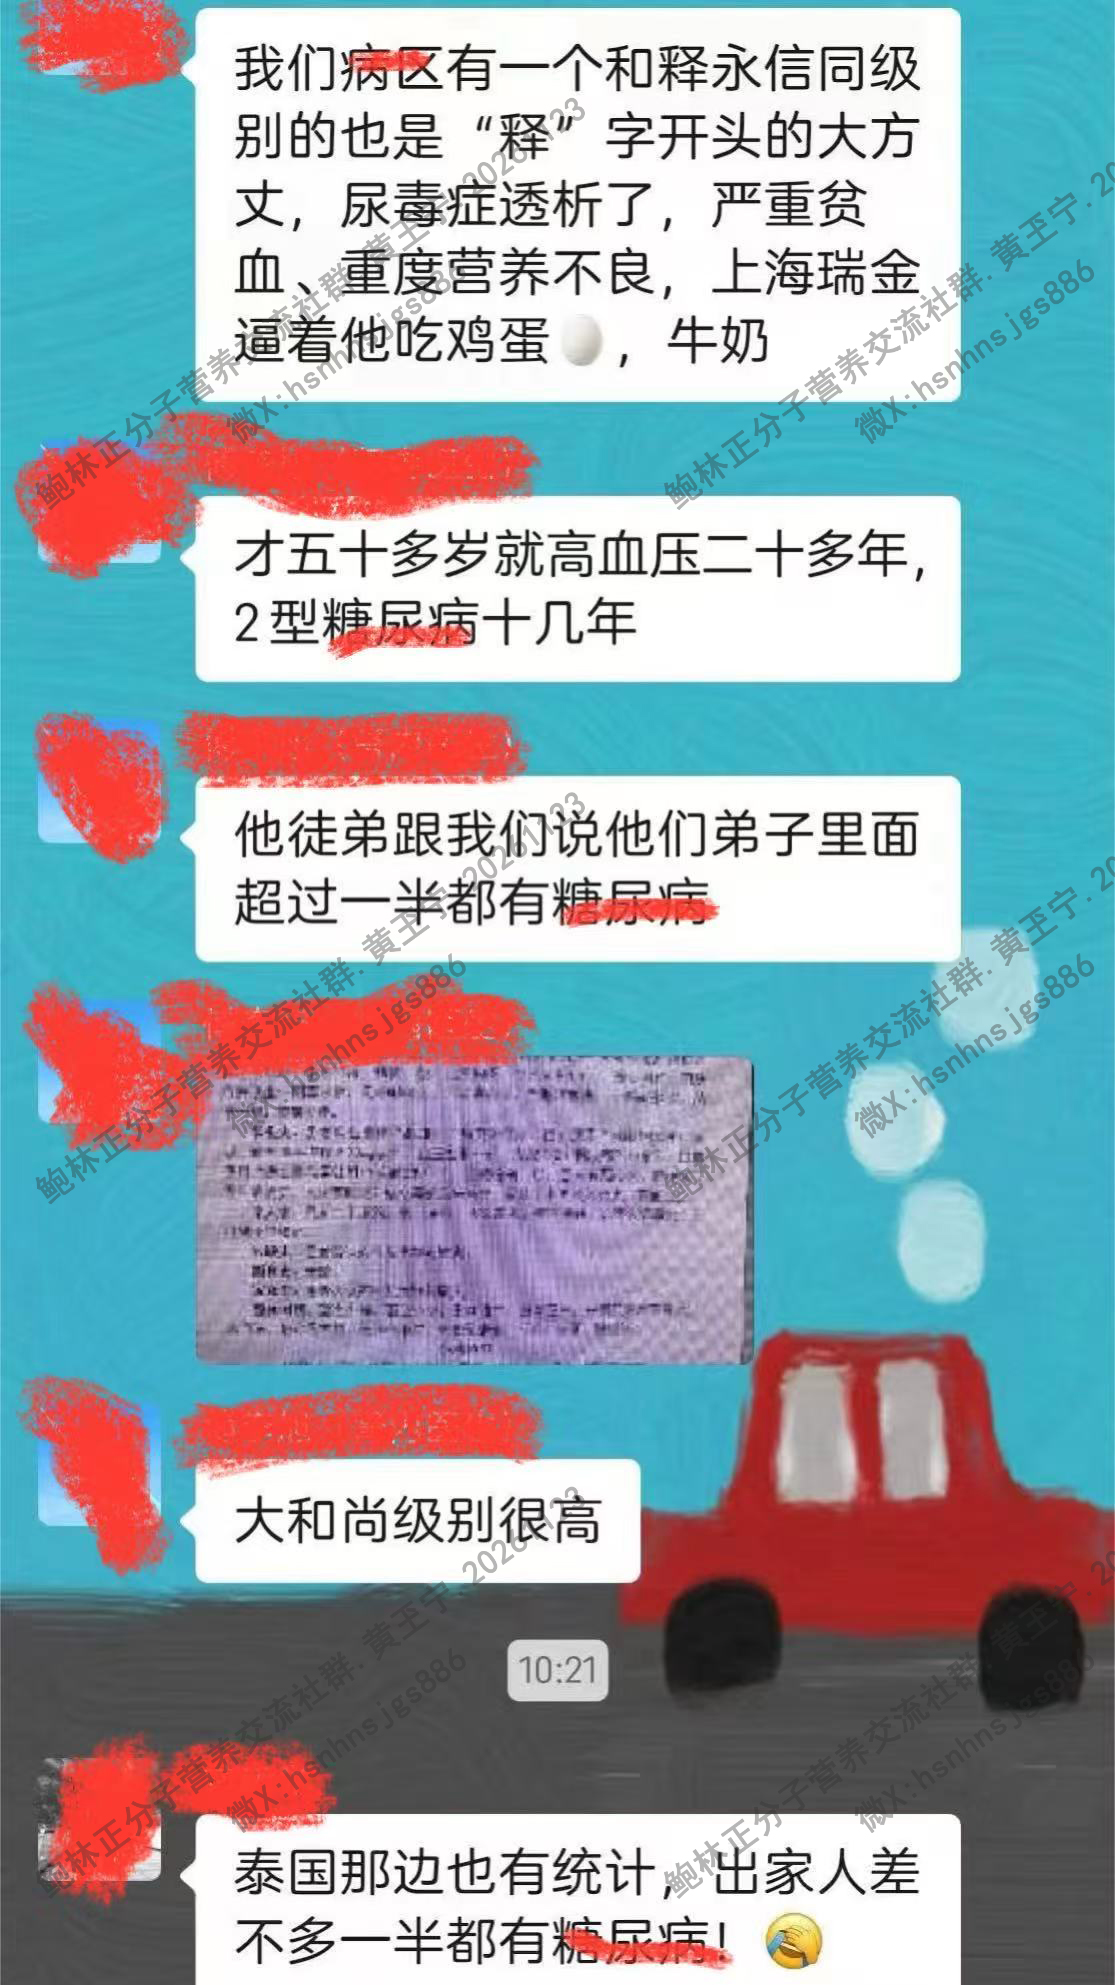 我们病区有一个和释永信同级
别的也是“释”字开头的大方
丈，尿毒症透析了，严重贫
血、重度营养不良，上海瑞金
逼着他吃鸡蛋🥚，牛奶
才五十多岁就高血压二十多年，
2型糖尿病十几年
他徒弟跟我们说他们弟子里面
超过一半都有糖尿病
大和尚级别很高
10:21
泰国那边也有统计，出家人差
不多一半都有糖尿病！🤦
鲍林正分子营养交流社群.黄王宁.20261123
微X:hsnhnsjgs886